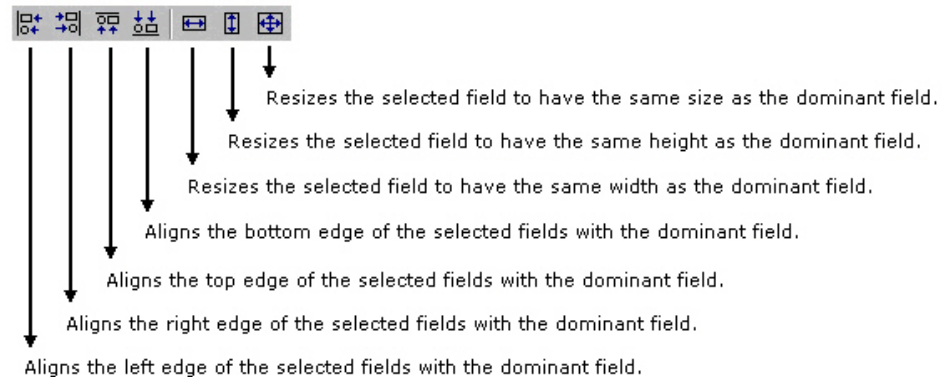 Resizes the selected field to have the same size as the dominant field.
Resizes the selected field to have the same height as the dominant field.
Resizes the selected field to have the same width as the dominant field.
Aligns the bottom edge of the selected fields with the dominant field.
Aligns the top edge of the selected fields with the dominant field.
Aligns the right edge of the selected fields with the dominant field.
Aligns the left edge of the selected fields with the dominant field.